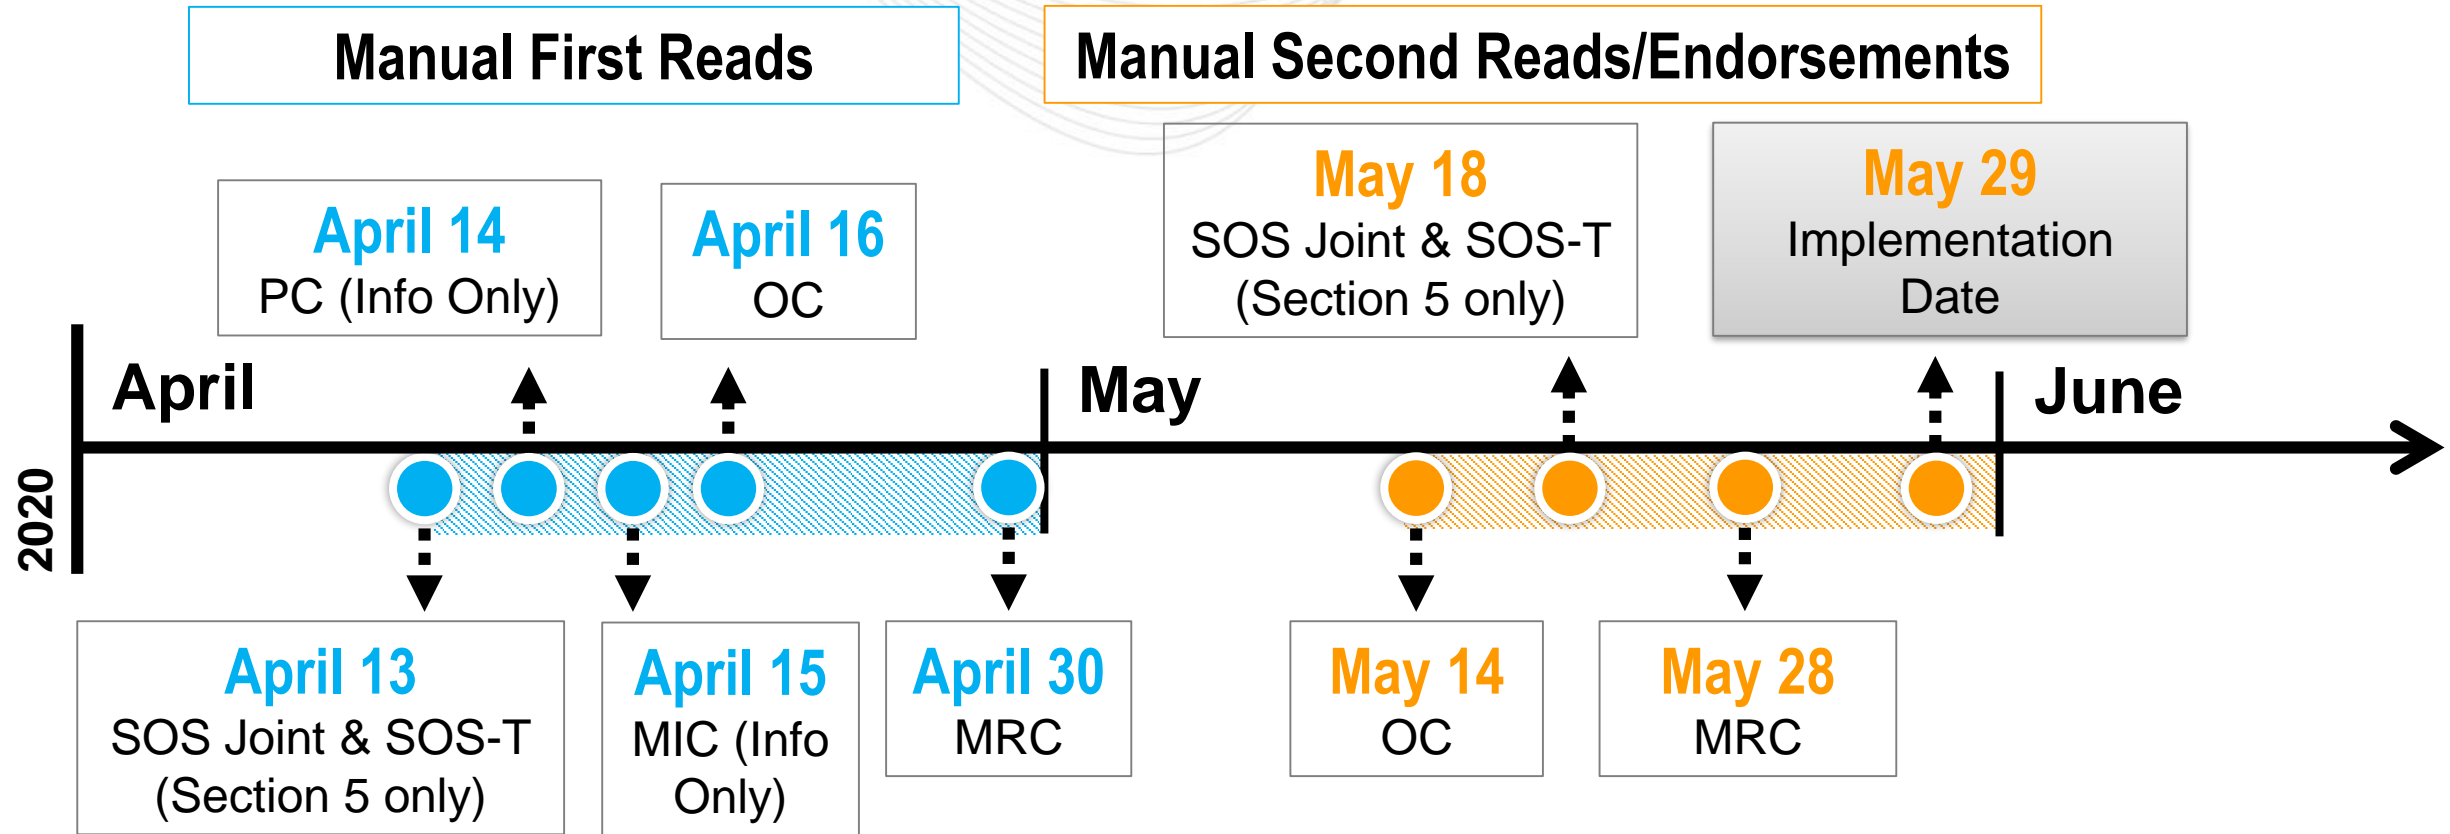 Manual First Reads
Manual Second Reads/Endorsements
April 14
PC (Info Only)
April 16
OC
May 18
SOS Joint & SOS-T
(Section 5 only)
May 29
Implementation
Date
April
May
June
2020
April 13
SOS Joint & SOS-T
(Section 5 only)
April 15
MIC (Info
Only)
April 30
MRC
May 14
OC
May 28
MRC